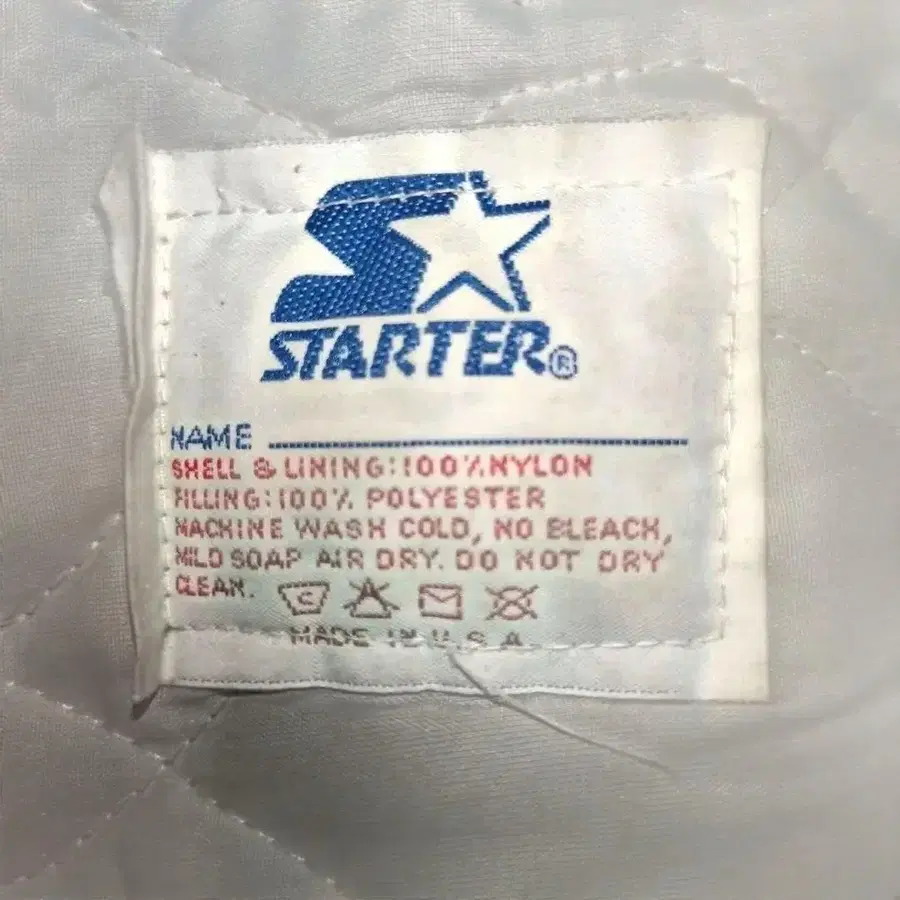 STARTER®
NAME
SHELL & LINING:100% NYLON
FILLING:100% POLYESTER
MACHINE WASH COLD, NO BLEACH,
MILD SOAP AIR DRY. DO NOT DRY
CLEAN. C
MADE IN U.S.A.